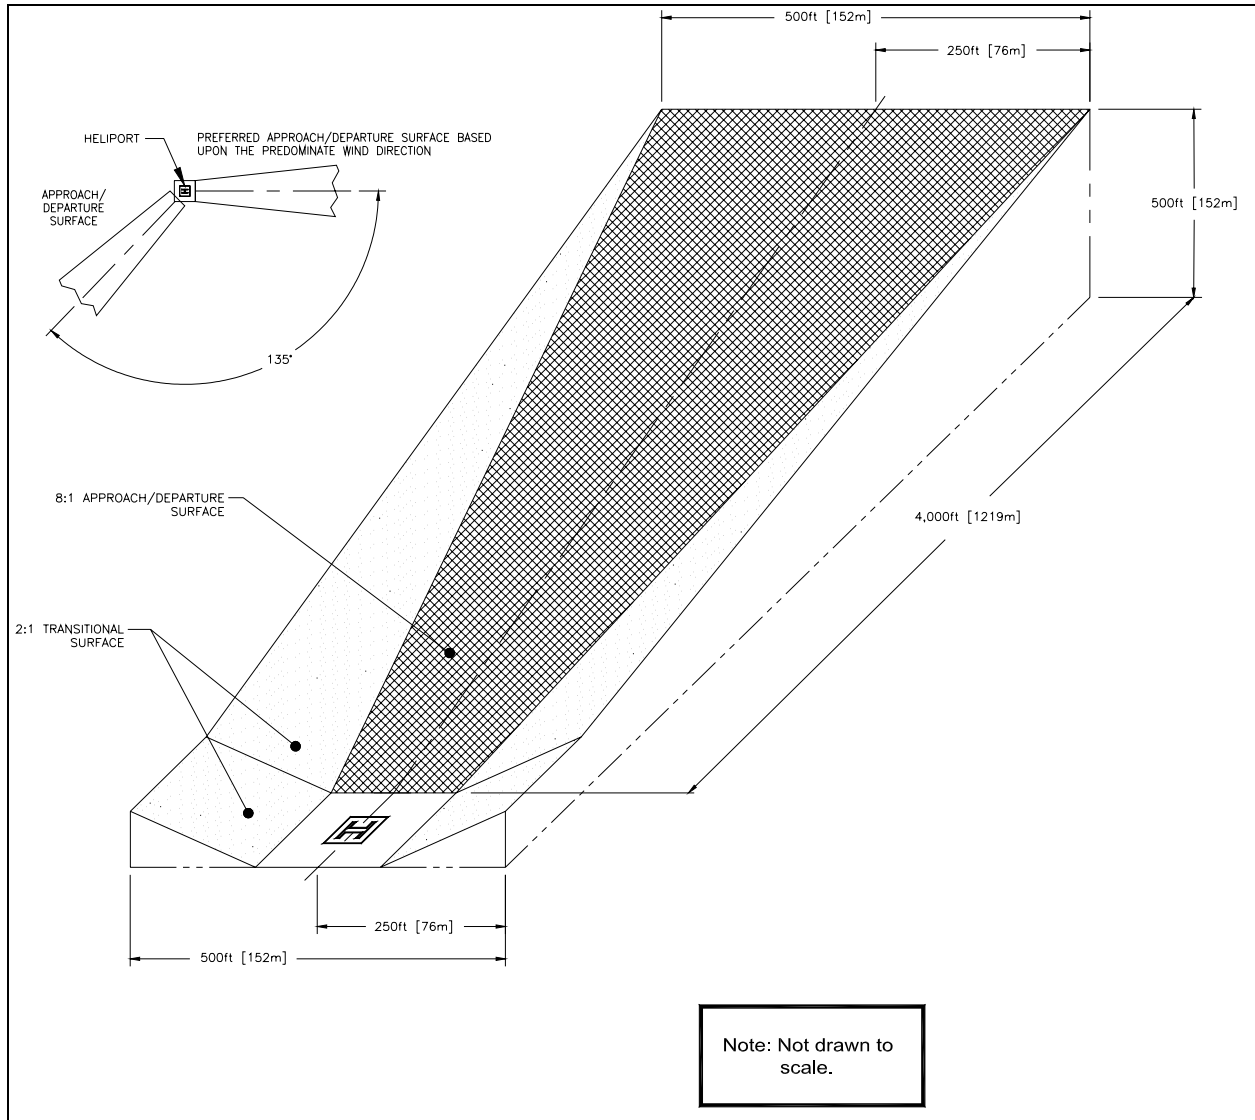 500ft [152m]
250ft [76m]
HELIPORT
PREFERRED APPROACH/DEPARTURE SURFACE BASED
UPON THE PREDOMINATE WIND DIRECTION
APPROACH/
DEPARTURE
SURFACE
H
500ft [152m]
135°
8:1 APPROACH/DEPARTURE
SURFACE
4,000ft [1219m]
2:1 TRANSITIONAL
SURFACE
H
250ft [76m]
500ft [152m]
Note: Not drawn to
scale.